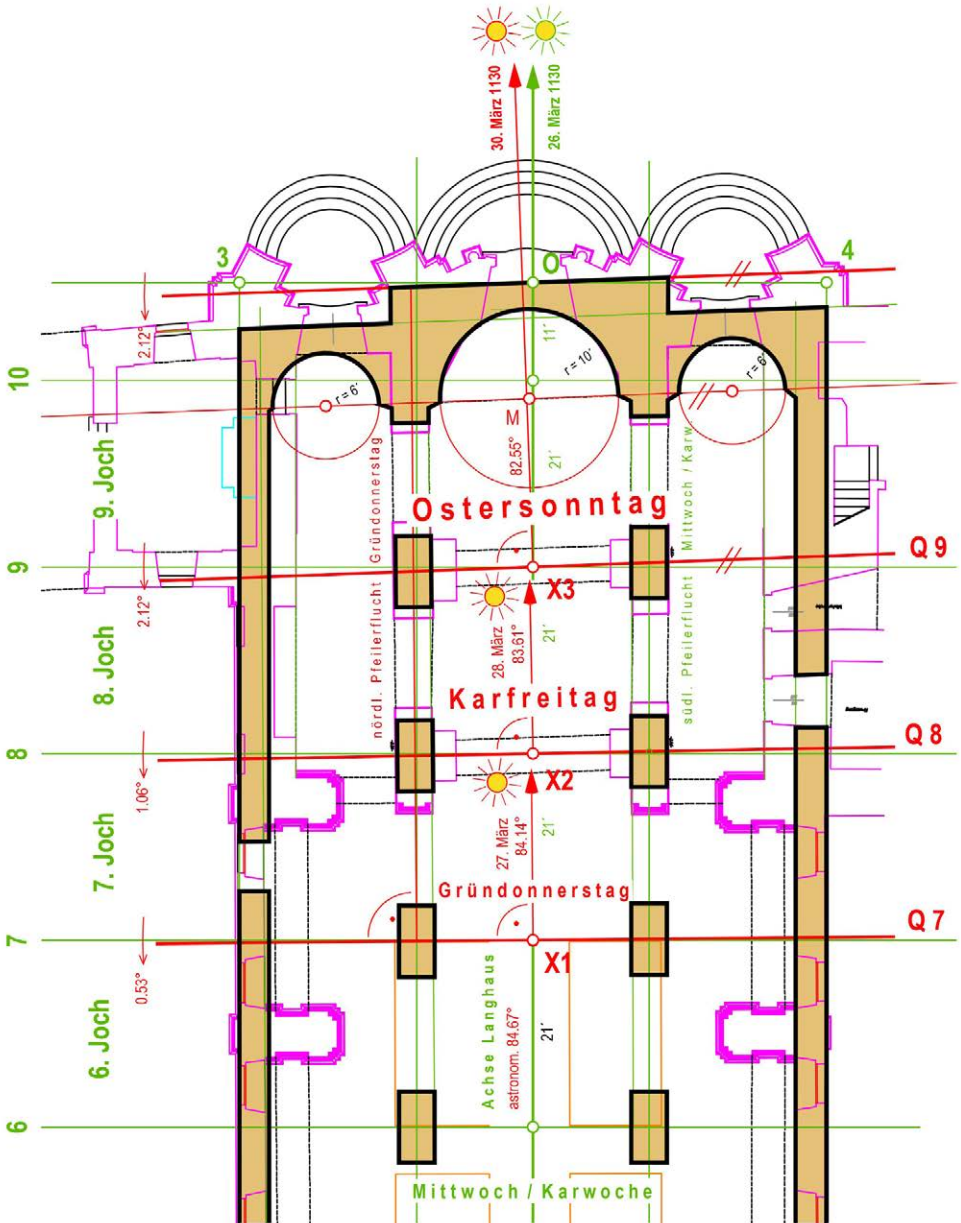 30. März 1130
26. März 1130
3
O
4
2.12°
11´
r = 10´
r = 6´
r = 6´
10
M
82.55°
21´
9. Joch
nördl. Pfeilerflucht Gründonnerstag
südl. Pfeilerflucht Mittwoch / Karw
Ostersonntag
Q 9
9
X3
2.12°
28. März
83.61°
21´
8. Joch
Karfreitag
Q 8
8
X2
1.06°
27. März
84.14°
21´
7. Joch
Gründonnerstag
Q 7
7
X1
0.53°
6. Joch
Achse Langhaus
astronom. 84.67°
21´
6
Mittwoch / Karwoche